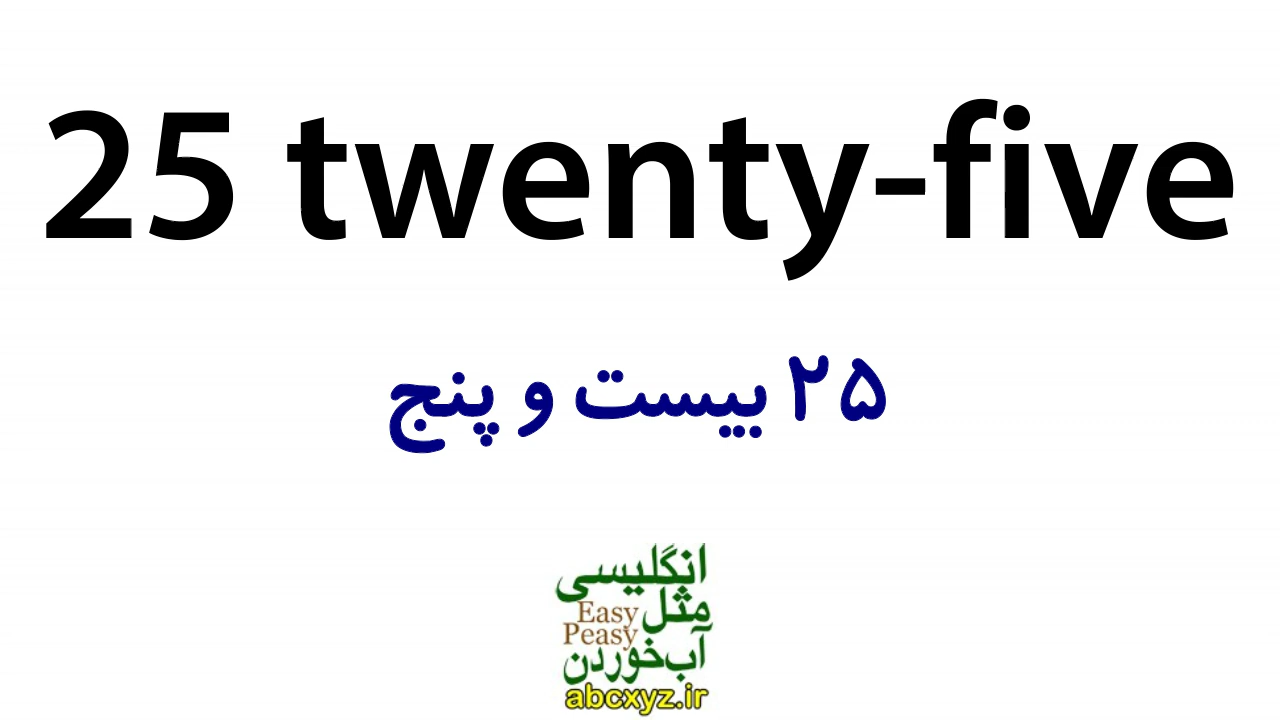 25 twenty-five
۲۵ بیست و پنج
انگلیسی
مثل Easy
Peasy
آب‌خوردن
abcxyz.ir